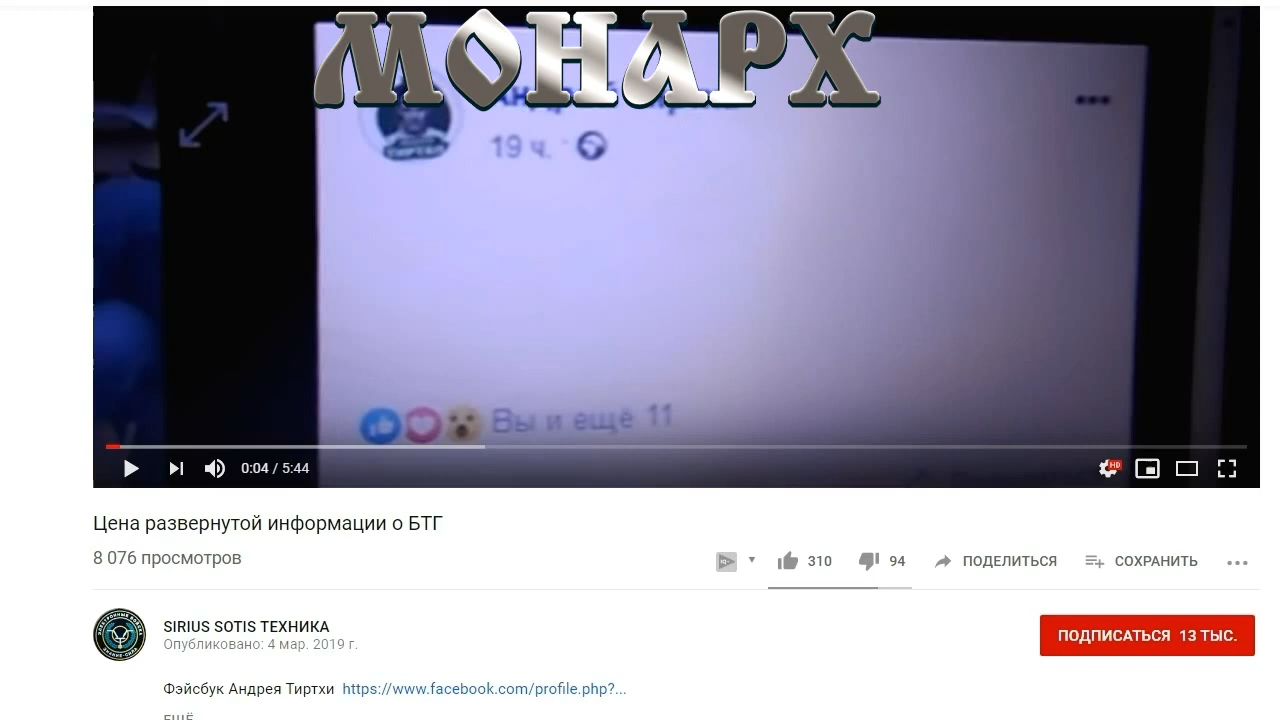 МОНАРХ
19 ч.
Вы и ещё 11
0:04 / 5:44
HD
Цена развернутой информации о БТГ
8 076 просмотров
310
94
ПОДЕЛИТЬСЯ
СОХРАНИТЬ
SIRIUS SOTIS ТЕХНИКА
Опубликовано: 4 мар. 2019 г.
ПОДПИСАТЬСЯ 13 ТЫС.
Фэйсбук Андрея Тиртхи https://www.facebook.com/profile.php?...
ЕЩЁ